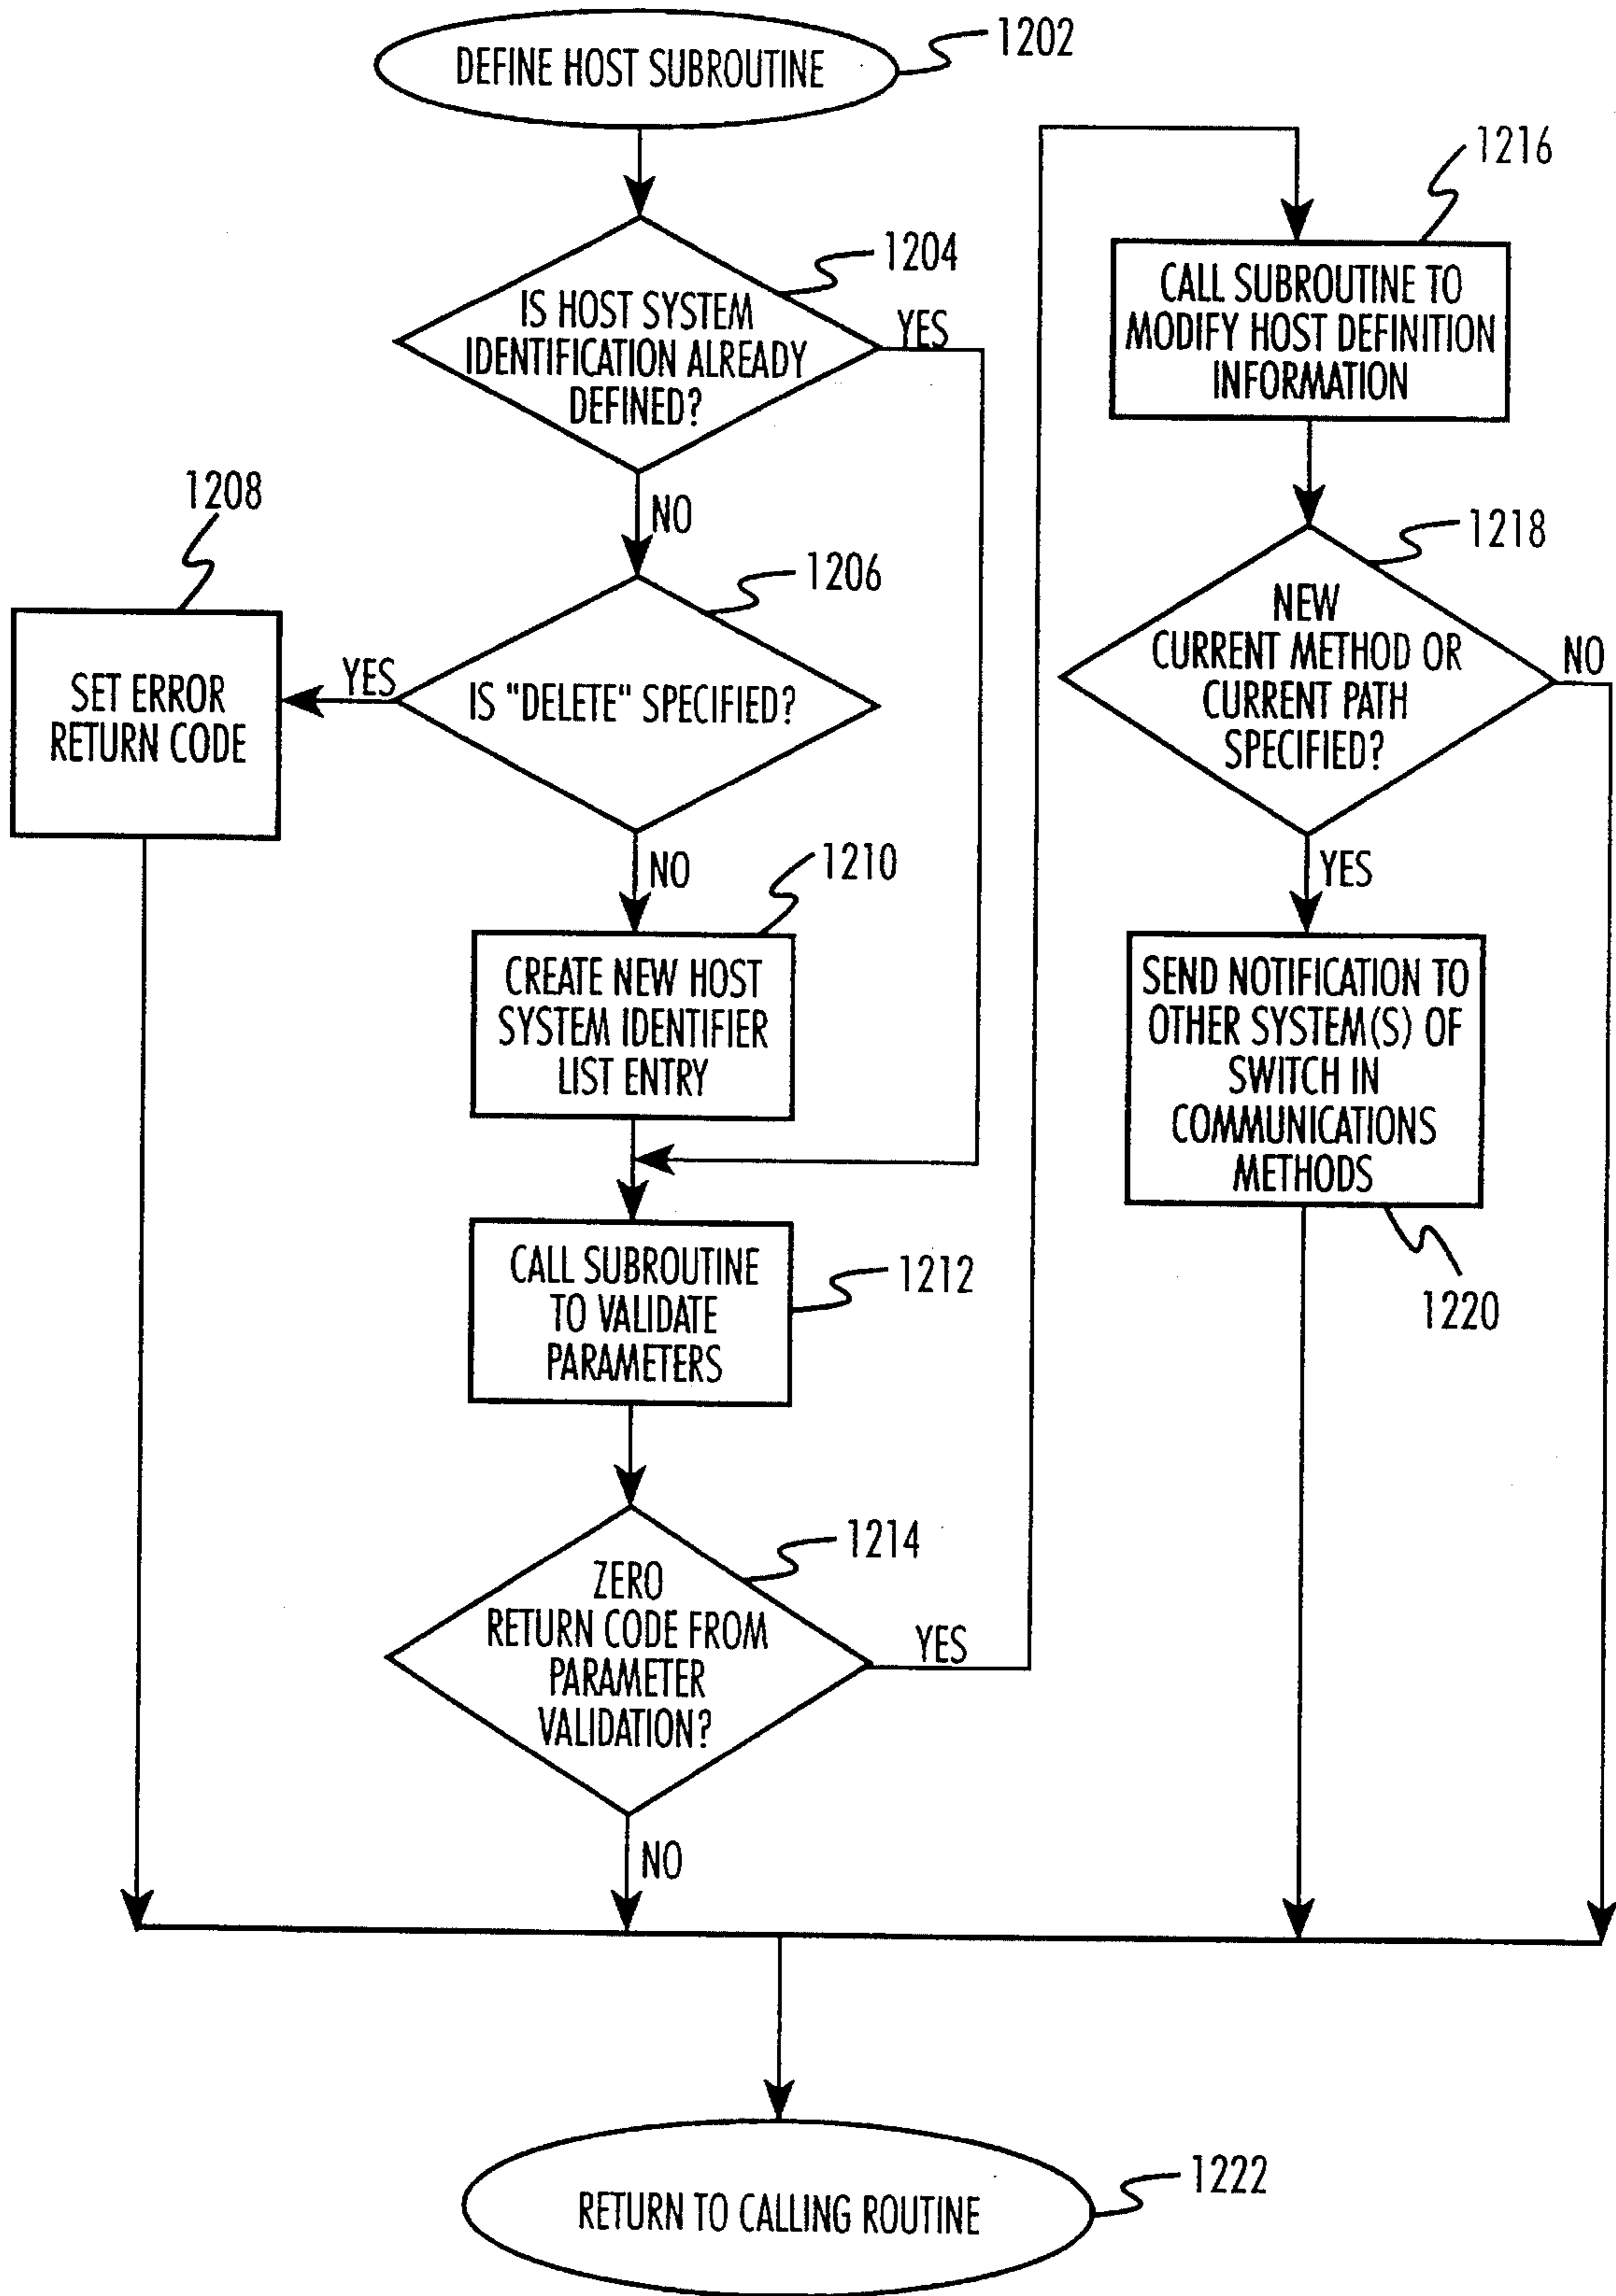 DEFINE HOST SUBROUTINE
1202
1204
IS HOST SYSTEM
IDENTIFICATION ALREADY
DEFINED?
YES
NO
1206
IS "DELETE" SPECIFIED?
YES
1208
SET ERROR
RETURN CODE
NO
1210
CREATE NEW HOST
SYSTEM IDENTIFIER
LIST ENTRY
CALL SUBROUTINE
TO VALIDATE
PARAMETERS
1212
1214
ZERO
RETURN CODE FROM
PARAMETER
VALIDATION?
YES
NO
1216
CALL SUBROUTINE TO
MODIFY HOST DEFINITION
INFORMATION
1218
NEW
CURRENT METHOD OR
CURRENT PATH
SPECIFIED?
NO
YES
SEND NOTIFICATION TO
OTHER SYSTEM(S) OF
SWITCH IN
COMMUNICATIONS
METHODS
1220
RETURN TO CALLING ROUTINE
1222